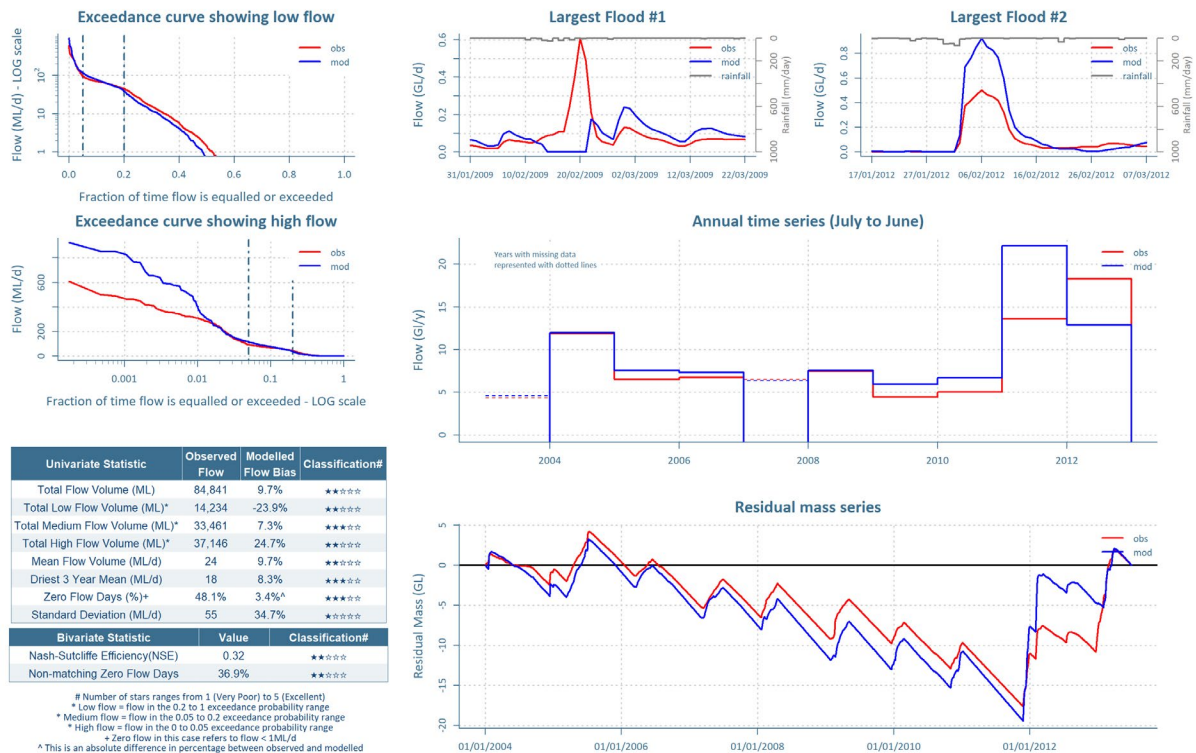 Exceedance curve showing low flow
obs
mod
Flow (ML/d) - LOG scale
10²
10
1
0.0
0.2
0.4
0.6
0.8
1.0
Fraction of time flow is equalled or exceeded
Largest Flood #1
obs
mod
rainfall
Flow (GL/d)
0.6
0.4
0.2
0.0
Rainfall (mm/day)
0
200
600
1000
31/01/2009
10/02/2009
20/02/2009
02/03/2009
12/03/2009
22/03/2009
Largest Flood #2
obs
mod
rainfall
Flow (GL/d)
0.8
0.6
0.4
0.2
0.0
Rainfall (mm/day)
0
200
600
1000
17/01/2012
27/01/2012
06/02/2012
16/02/2012
26/02/2012
07/03/2012
Exceedance curve showing high flow
obs
mod
Flow (ML/d)
600
200
0
0.001
0.01
0.1
1
Fraction of time flow is equalled or exceeded - LOG scale
Annual time series (July to June)
Years with missing data
represented with dotted lines
obs
mod
Flow (Gl/y)
20
15
10
5
0
2004
2006
2008
2010
2012
Univariate Statistic Observed Flow Modelled Flow Bias Classification#
Total Flow Volume (ML) 84,841 9.7% ★★☆☆☆
Total Low Flow Volume (ML)* 14,234 -23.9% ★★☆☆☆
Total Medium Flow Volume (ML)* 33,461 7.3% ★★★☆☆
Total High Flow Volume (ML)* 37,146 24.7% ★★☆☆☆
Mean Flow Volume (ML/d) 24 9.7% ★★☆☆☆
Driest 3 Year Mean (ML/d) 18 8.3% ★★★☆☆
Zero Flow Days (%)+ 48.1% 3.4%^ ★★★☆☆
Standard Deviation (ML/d) 55 34.7% ★☆☆☆☆
Bivariate Statistic Value Classification#
Nash-Sutcliffe Efficiency(NSE) 0.32 ★★☆☆☆
Non-matching Zero Flow Days 36.9% ★★☆☆☆
# Number of stars ranges from 1 (Very Poor) to 5 (Excellent)
* Low flow = flow in the 0.2 to 1 exceedance probability range
* Medium flow = flow in the 0.05 to 0.2 exceedance probability range
* High flow = flow in the 0 to 0.05 exceedance probability range
+ Zero flow in this case refers to flow < 1ML/d
^ This is an absolute difference in percentage between observed and modelled
Residual mass series
obs
mod
Residual Mass (GL)
5
0
-5
-10
-15
-20
01/01/2004
01/01/2006
01/01/2008
01/01/2010
01/01/2012